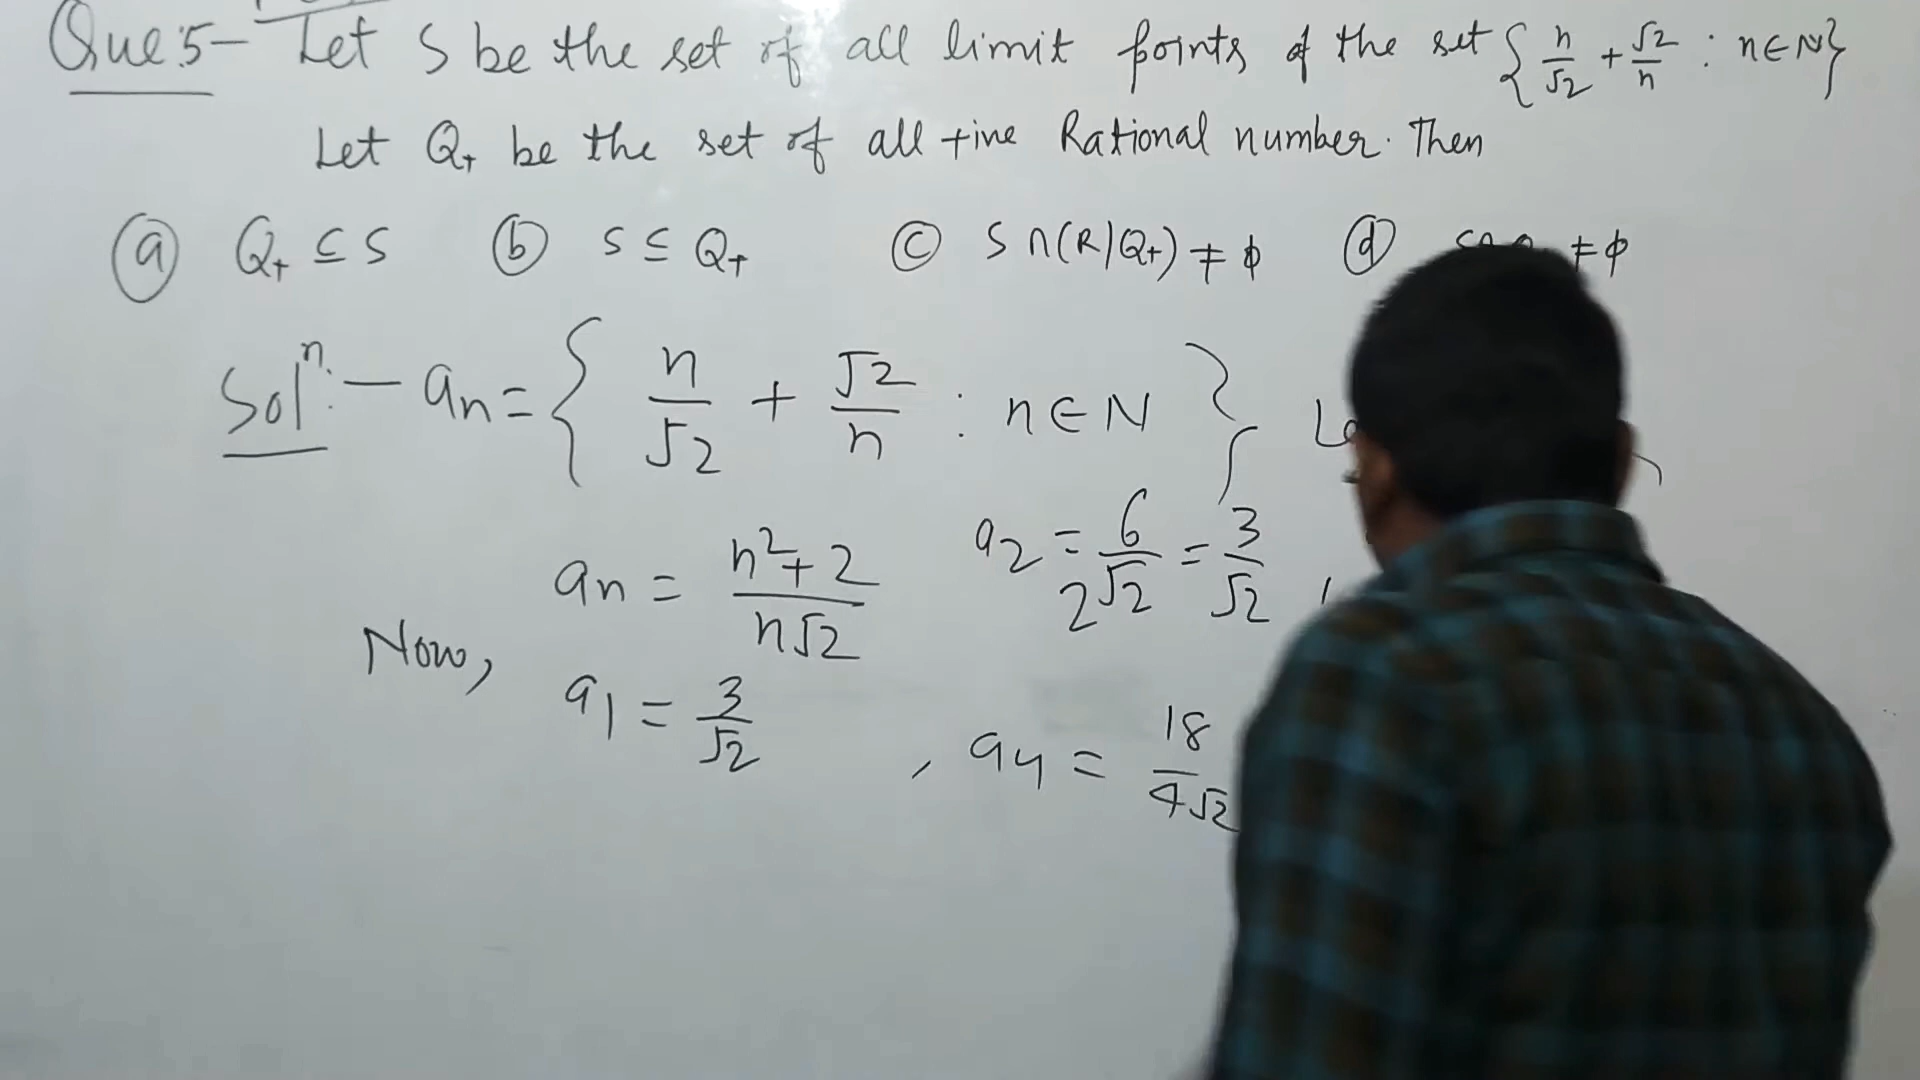 Que 5- Let S be the set of all limit points of the set { n/√2 + √2/n : n∈N}
Let Q+ be the set of all +ive Rational number. Then
(a) Q+ ⊆ S (b) S ⊆ Q+ (c) S∩(R|Q+) ≠ ϕ (d) ≠ ϕ
Solⁿ:- an = { n/√2 + √2/n : n∈N }
an = n²+2/n√2 a2 = 6/2√2 = 3/√2 ,
Now,
a1 = 3/√2 , a4 = 18/4√2